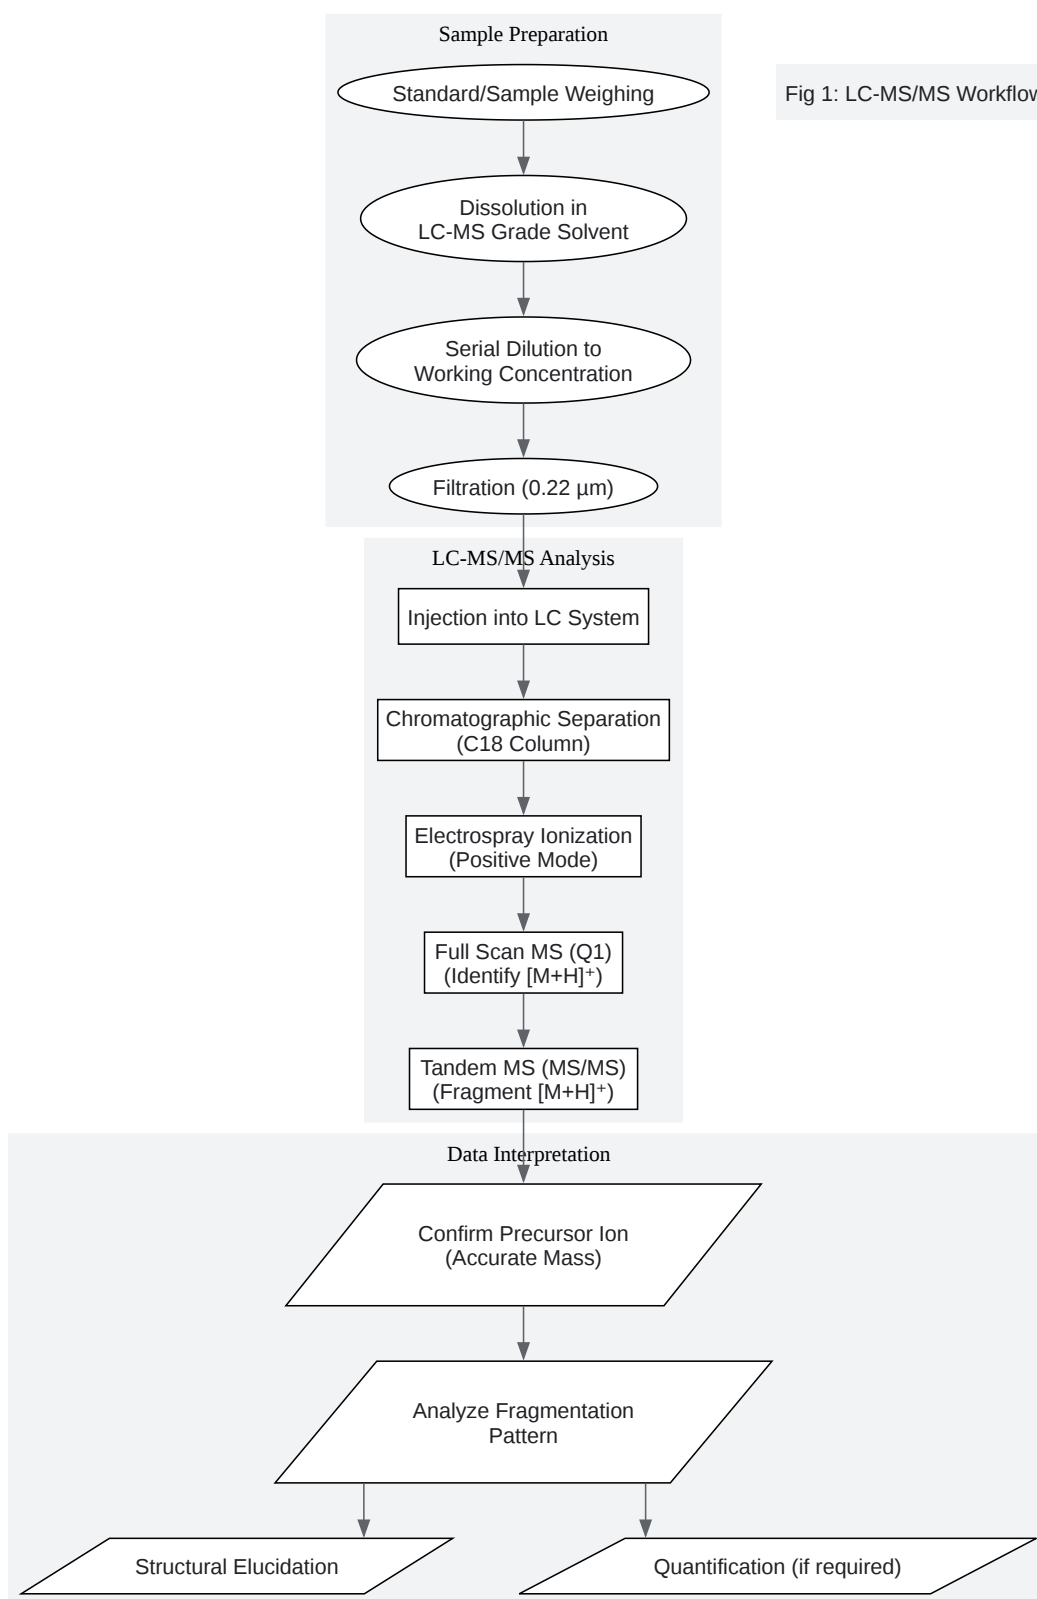 Sample Preparation
Standard/Sample Weighing
Fig 1: LC-MS/MS Workflow
Dissolution in
LC-MS Grade Solvent
Serial Dilution to
Working Concentration
Filtration (0.22 µm)
LC-MS/MS Analysis
Injection into LC System
Chromatographic Separation
(C18 Column)
Electrospray Ionization
(Positive Mode)
Full Scan MS (Q1)
(Identify [M+H]⁺)
Tandem MS (MS/MS)
(Fragment [M+H]⁺)
Data Interpretation
Confirm Precursor Ion
(Accurate Mass)
Analyze Fragmentation
Pattern
Structural Elucidation
Quantification (if required)